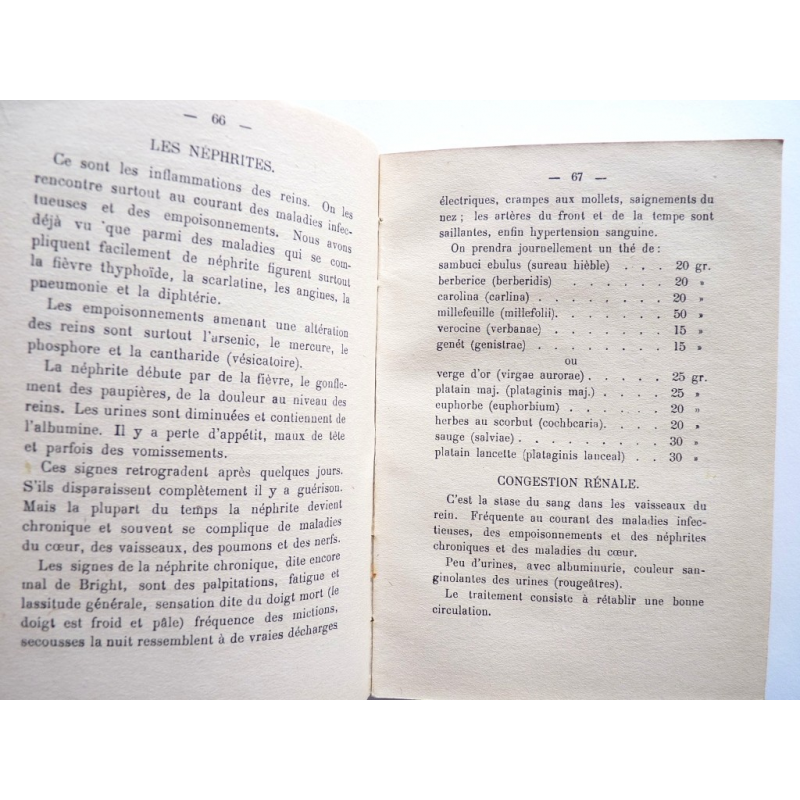 — 66 —
LES NÉPHRITES.
Ce sont les inflammations des reins. On les
rencontre surtout au courant des maladies infec-
tueuses et des empoisonnements. Nous avons
déjà vu que parmi des maladies qui se com-
pliquent facilement de néphrite figurent surtout
la fièvre thyphoïde, la scarlatine, les angines, la
pneumonie et la diphtérie.
Les empoisonnements amenant une altération
des reins sont surtout l'arsenic, le mercure, le
phosphore et la cantharide (vésicatoire).
La néphrite débute par de la fièvre, le gonfle-
ment des paupières, de la douleur au niveau des
reins. Les urines sont diminuées et contiennent de
l'albumine. Il y a perte d'appétit, maux de tête
et parfois des vomissements.
Ces signes retrogradent après quelques jours.
S'ils disparaissent complètement il y a guérison.
Mais la plupart du temps la néphrite devient
chronique et souvent se complique de maladies
du cœur, des vaisseaux, des poumons et des nerfs.
Les signes de la néphrite chronique, dite encore
mal de Bright, sont des palpitations, fatigue et
lassitude générale, sensation dite du doigt mort (le
doigt est froid et pâle) fréquence des mictions,
secousses la nuit ressemblent à de vraies décharges
— 67 —
électriques, crampes aux mollets, saignements du
nez ; les artères du front et de la tempe sont
saillantes, enfin hypertension sanguine.
On prendra journellement un thé de :
sambuci ebulus (sureau hièble) . . . 20 gr.
berberice (berberidis) . . . . . . 20 »
carolina (carlina) . . . . . . . 20 »
millefeuille (millefolii). . . . . . 50 »
verocine (verbanae) . . . . . . 15 »
genét (genistrae) . . . . . . . 15 »
ou
verge d'or (virgae aurorae) . . . . . 25 gr.
platain maj. (plataginis maj.) . . . . 25 »
euphorbe (euphorbium) . . . . . 20 »
herbes au scorbut (cochbcaria). . . . . 20 »
sauge (salviae) . . . . . . . 30 »
platain lancette (plataginis lanceal) . . . 30 »
CONGESTION RÉNALE.
C'est la stase du sang dans les vaisseaux du
rein. Fréquente au courant des maladies infec-
tieuses, des empoisonnements et des néphrites
chroniques et des maladies du cœur.
Peu d'urines, avec albuminurie, couleur san-
ginolantes des urines (rougeâtres).
Le traitement consiste à rétablir une bonne
circulation.